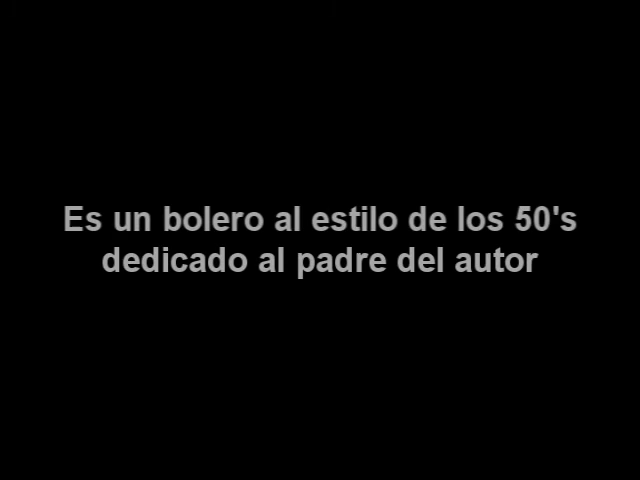 Es un bolero al estilo de los 50's
dedicado al padre del autor